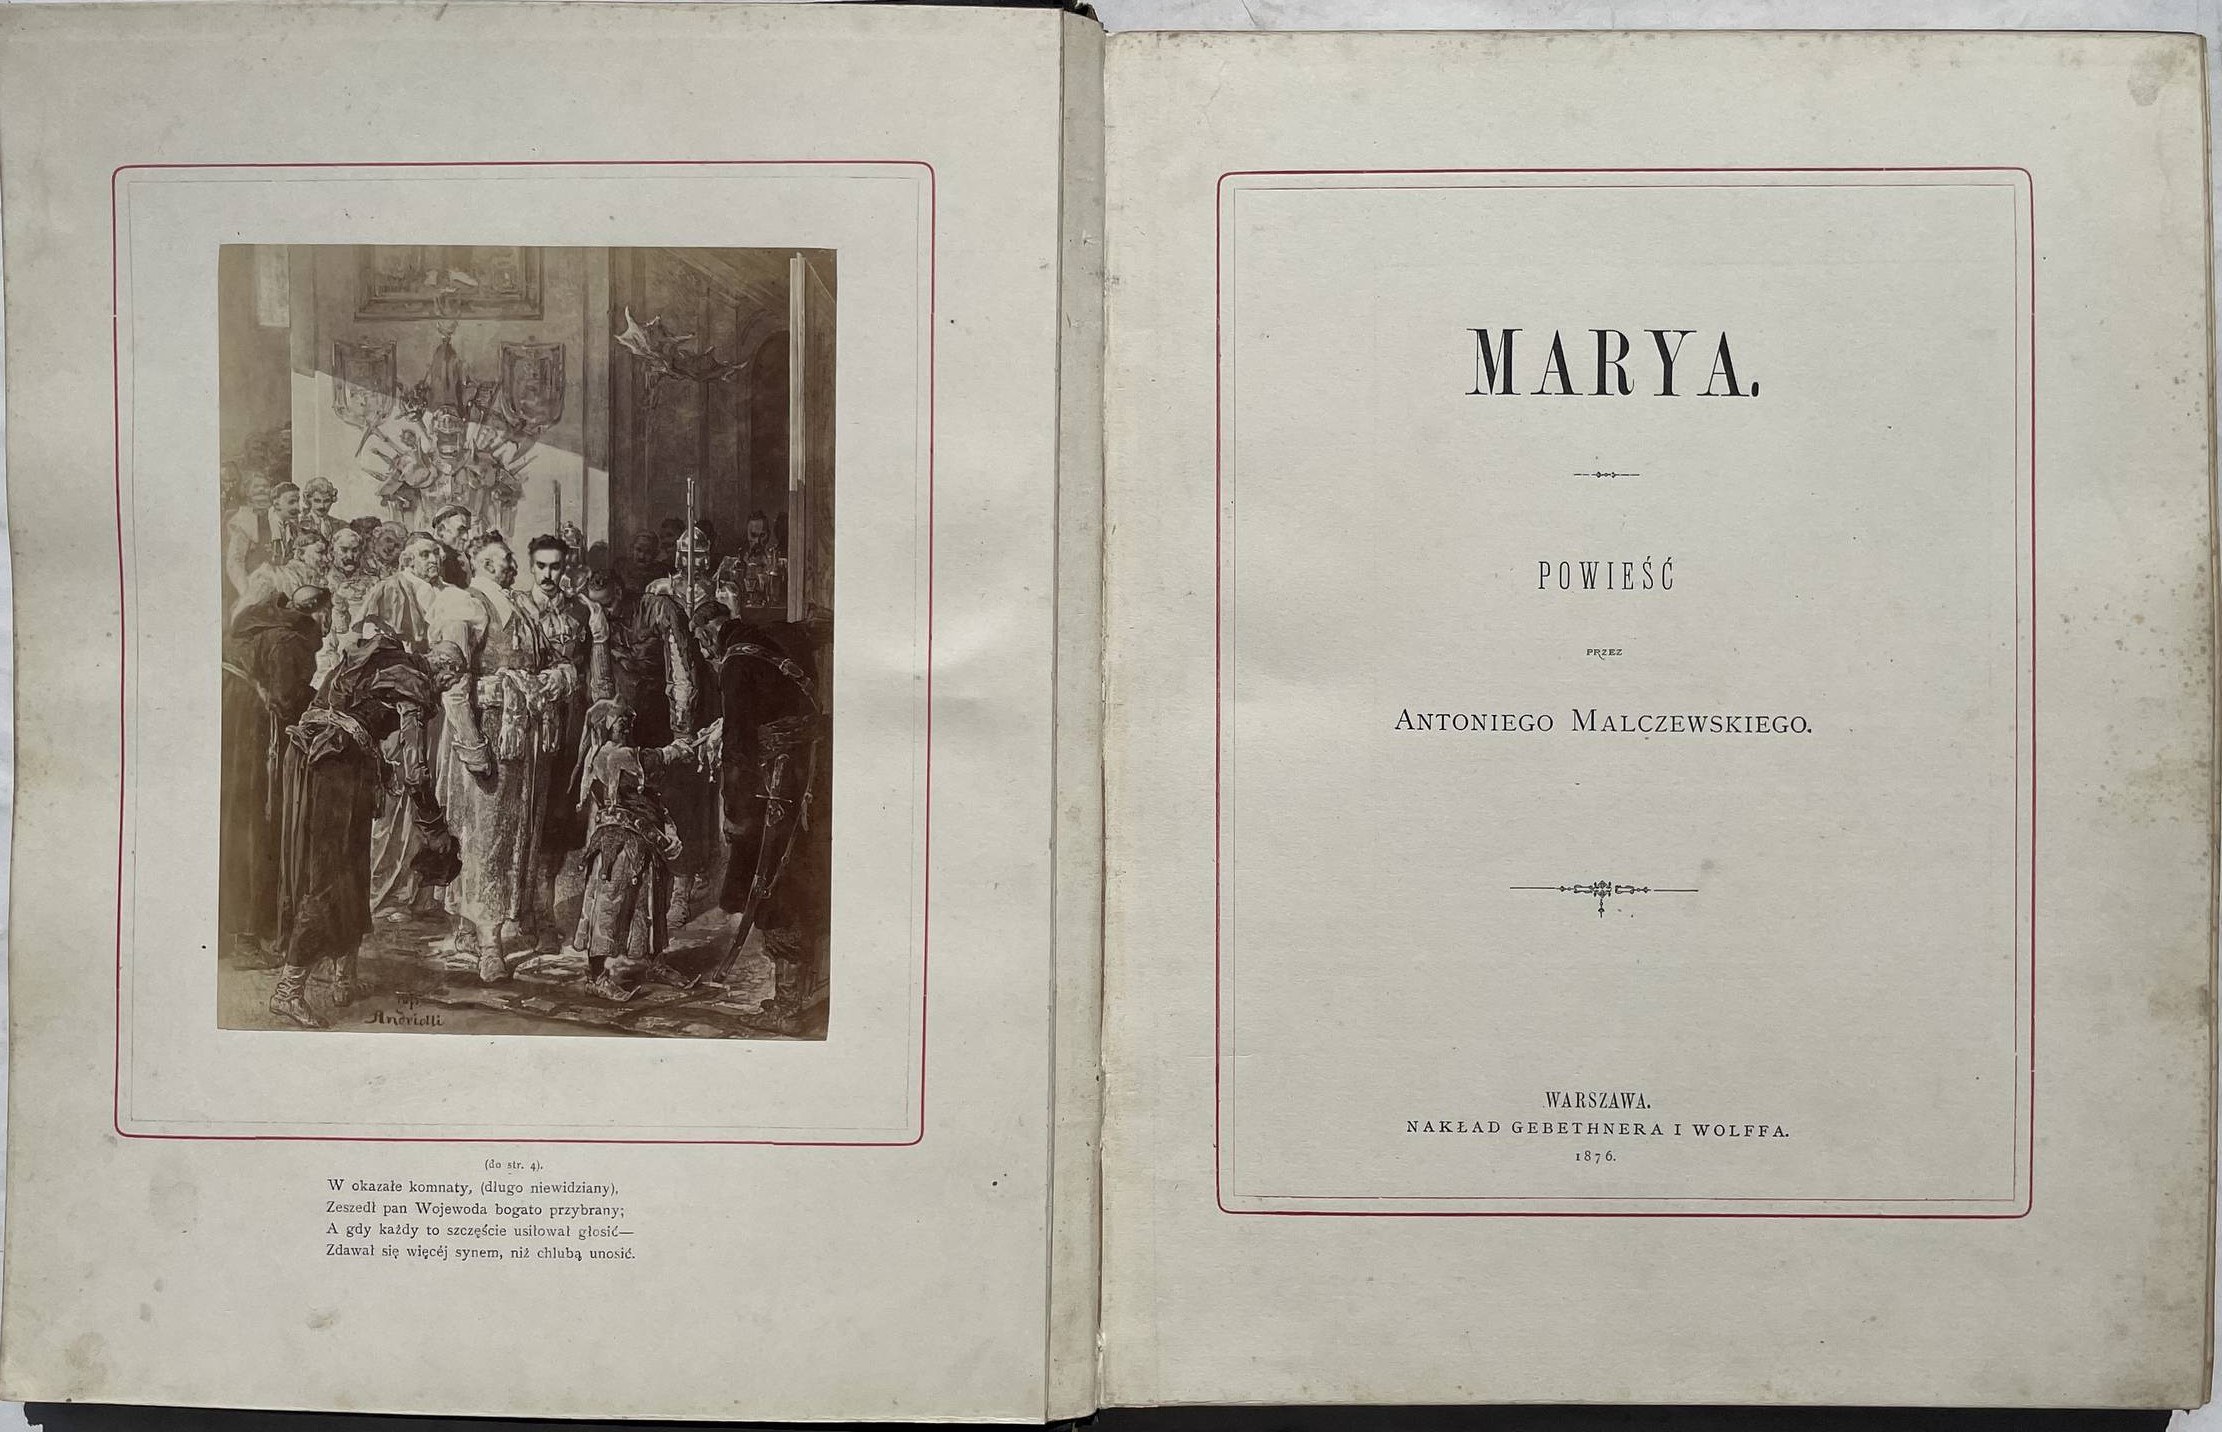 Andriolli
(do str. 4).
W okazałe komnaty, (długo niewidziany),
Zeszedł pan Wojewoda bogato przybrany;
A gdy każdy to szczęście usiłował głosić—
Zdawał się więcéj synem, niż chlubą unosić.
MARYA.
POWIEŚĆ
PRZEZ
ANTONIEGO MALCZEWSKIEGO.
WARSZAWA.
NAKŁAD GEBETHNERA I WOLFFA.
1876.